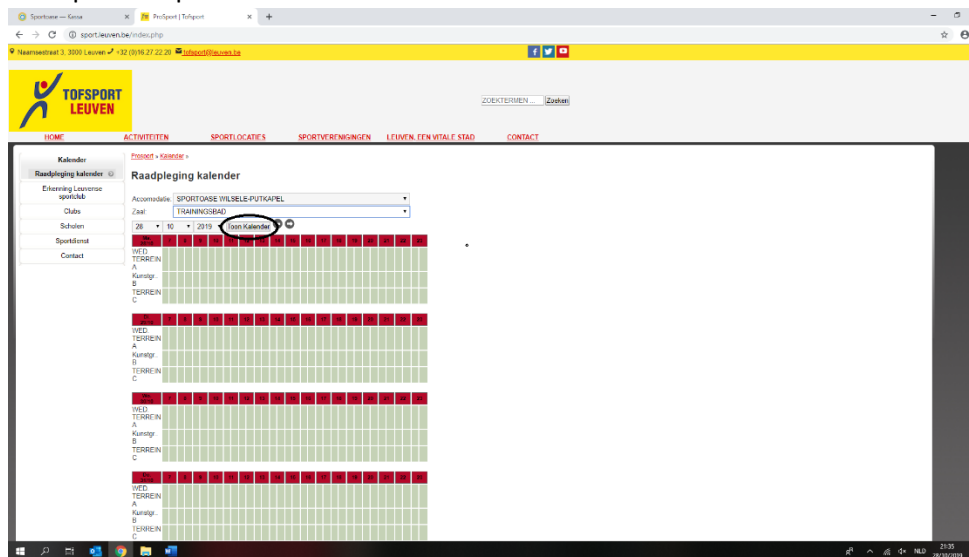 Sportoase — Kassa
ProSport | Tofsport
sport.leuven.be/index.php
Naamsestraat 3, 3000 Leuven +32 (0)16 27 22 20 tofsport@leuven.be
TOFSPORT
LEUVEN
ZOEKTERMEN ... Zoeken
HOME ACTIVITEITEN SPORTLOCATIES SPORTVERENIGINGEN LEUVEN, EEN VITALE STAD CONTACT
Kalender
Raadpleging kalender
Erkenning Leuvense
sportclub
Clubs
Scholen
Sportdienst
Contact
Prosport » Kalender »
Raadpleging kalender
Accomodatie: SPORTOASE WILSELE-PUTKAPEL
Zaal: TRAININGSBAD
28 10 2019 Toon Kalender
WED.
TERREIN
A
Kunstgr..
B
TERREIN
C
WED.
TERREIN
A
Kunstgr..
B
TERREIN
C
WED.
TERREIN
A
Kunstgr..
B
TERREIN
C
WED.
TERREIN
A
Kunstgr..
B
TERREIN
C
NLD
21:35
28/10/2019